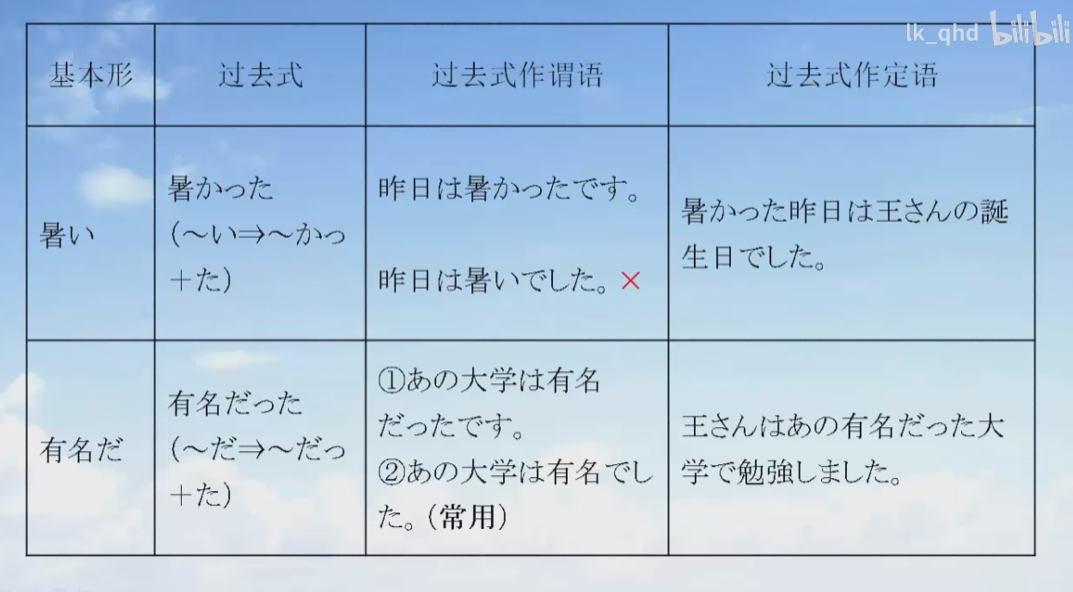 lk_qhd bilibili
基本形
过去式
过去式作谓语
过去式作定语
暑い
暑かった
(～い⇒～かっ
+た)
昨日は暑かったです。
昨日は暑いでした。×
暑かった昨日は王さんの誕
生日でした。
有名だ
有名だった
(～だ⇒～だっ
+た)
①あの大学は有名
だったです。
②あの大学は有名でし
た。(常用)
王さんはあの有名だった大
学で勉強しました。